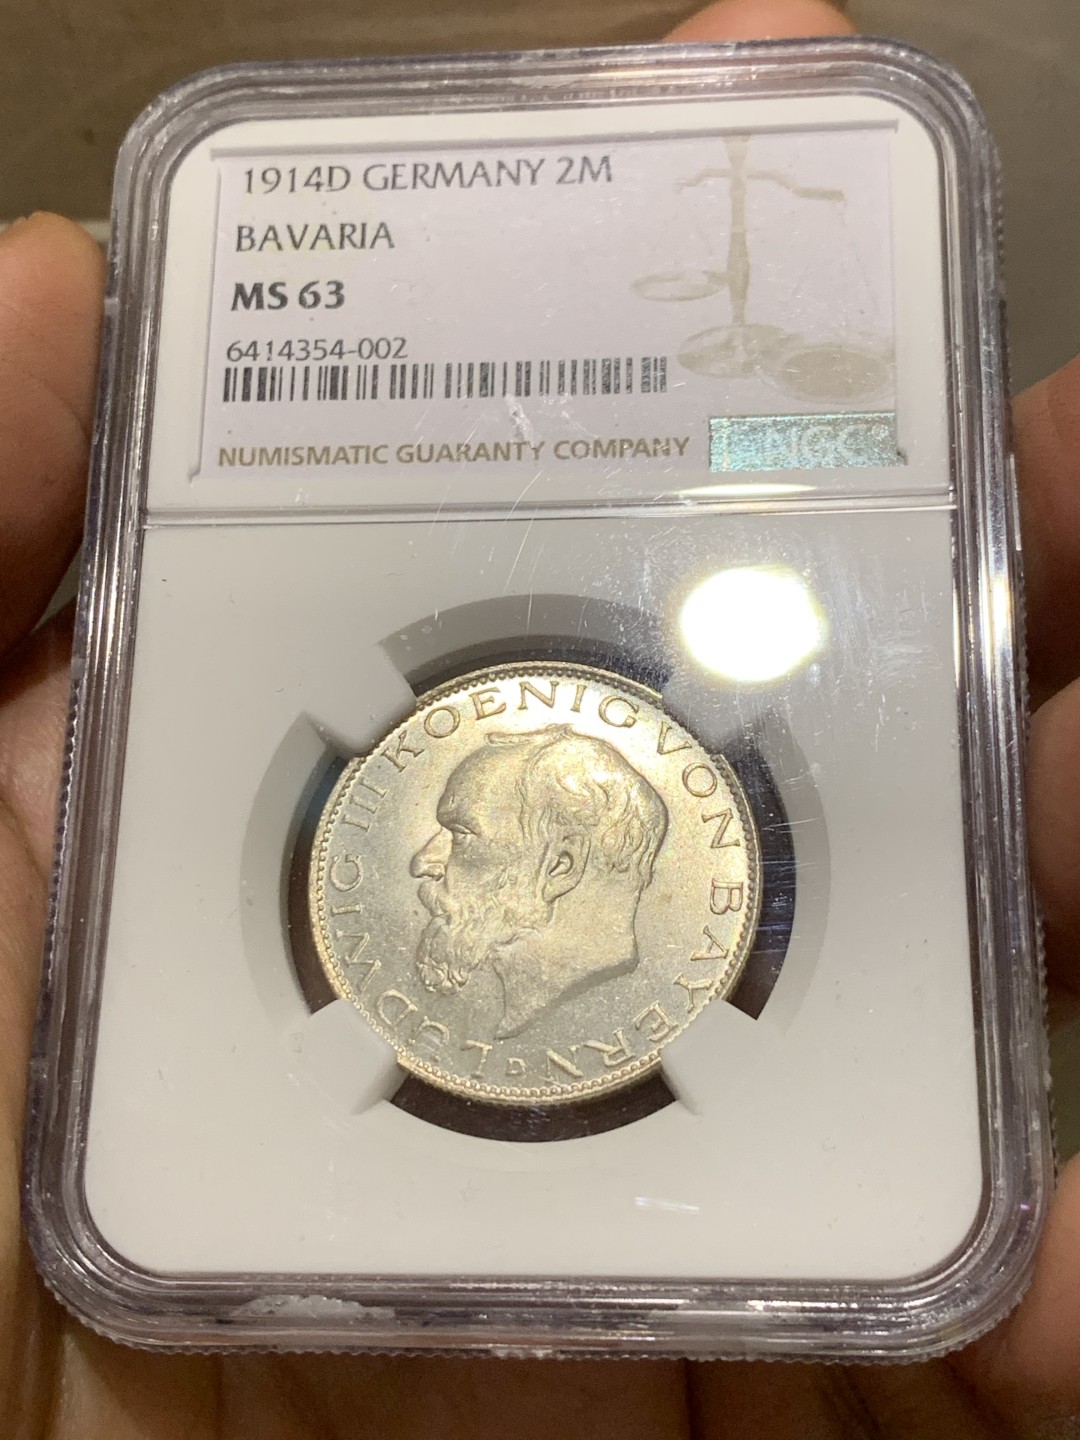 1914D GERMANY 2M
BAVARIA
MS 63
6414354-002
NUMISMATIC GUARANTY COMPANY
NGC®
LUDWIG III KOENIG VON BAYERN
D